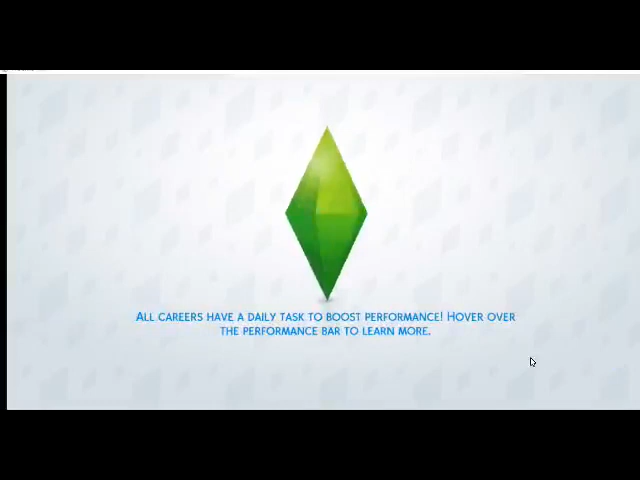 ALL CAREERS HAVE A DAILY TASK TO BOOST PERFORMANCE! HOVER OVER
THE PERFORMANCE BAR TO LEARN MORE.